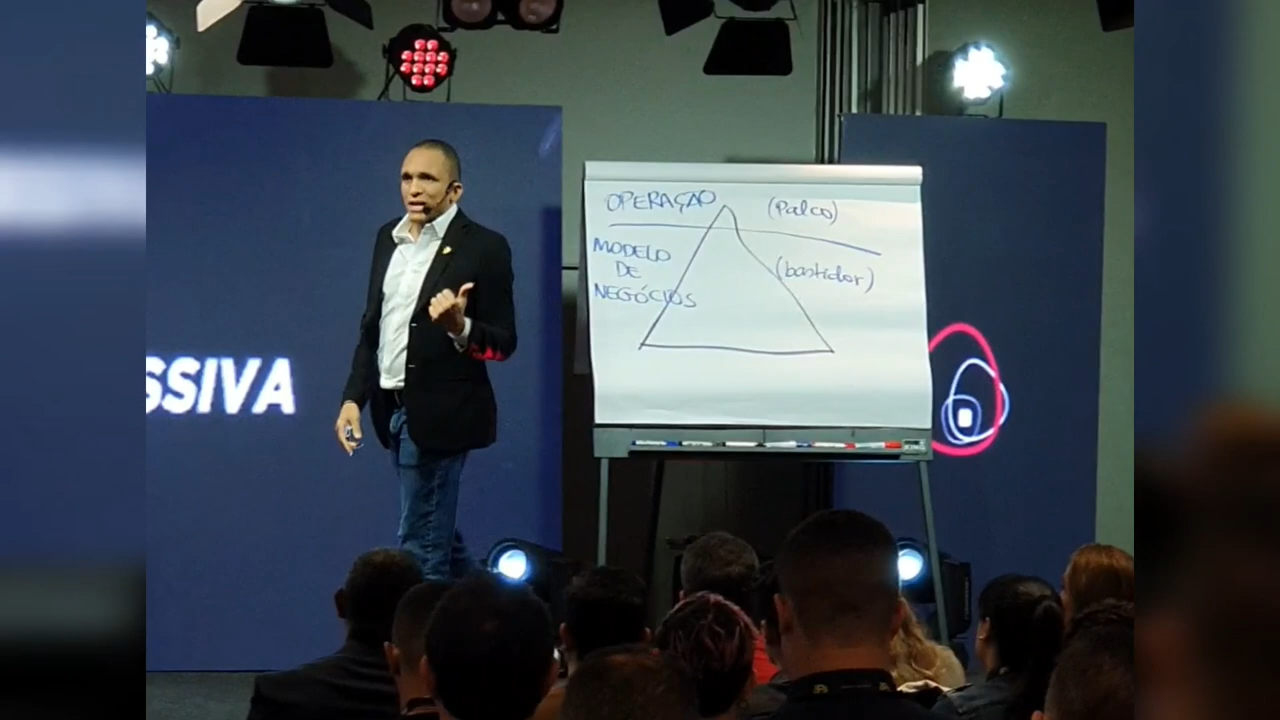 SSIVA
OPERAÇÃO (Palco)
MODELO
DE
NEGÓCIOS
(bastidor)